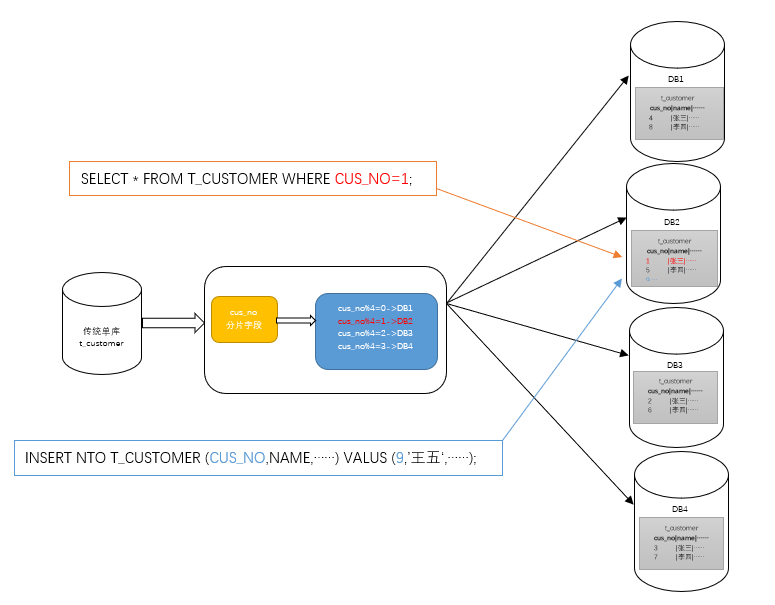 DB1
t_customer
cus_no|name|······
4 |张三|······
8 |李四|······
SELECT * FROM T_CUSTOMER WHERE CUS_NO=1;
DB2
t_customer
cus_no|name|······
1 |张三|······
5 |李四|······
9 ······
传统单库
t_customer
cus_no
分片字段
cus_no%4=0->DB1
cus_no%4=1->DB2
cus_no%4=2->DB3
cus_no%4=3->DB4
DB3
t_customer
cus_no|name|······
2 |张三|······
6 |李四|······
INSERT NTO T_CUSTOMER (CUS_NO,NAME,······) VALUS (9,'王五‘,······);
DB4
t_customer
cus_no|name|······
3 |张三|······
7 |李四|······